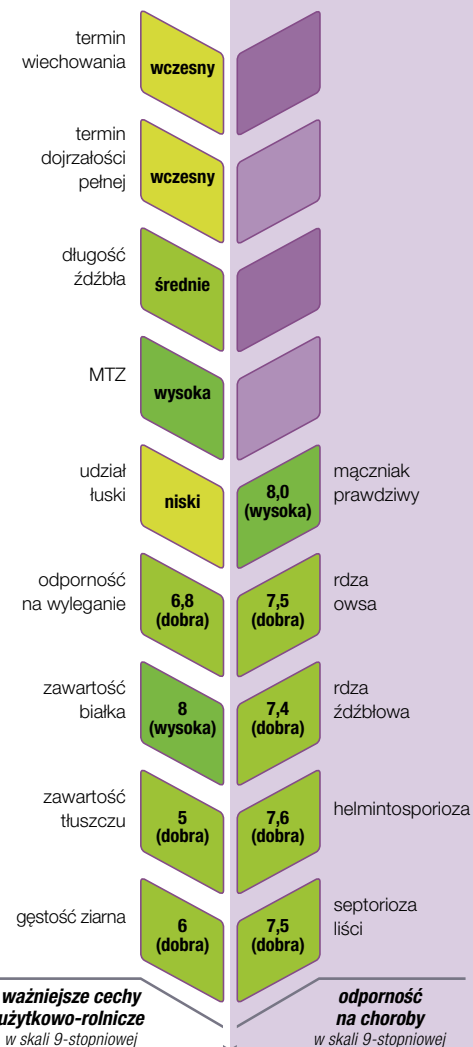 termin
wiechowania
wczesny
termin
dojrzałości
pełnej
wczesny
długość
źdźbła
średnie
MTZ
wysoka
udział
łuski
niski
8,0
(wysoka)
mączniak
prawdziwy
odporność
na wyleganie
6,8
(dobra)
7,5
(dobra)
rdza
owsa
zawartość
białka
8
(wysoka)
7,4
(dobra)
rdza
źdźbłowa
zawartość
tłuszczu
5
(dobra)
7,6
(dobra)
helmintosporioza
gęstość ziarna
6
(dobra)
7,5
(dobra)
septorioza
liści
ważniejsze cechy
użytkowo-rolnicze
w skali 9-stopniowej
odporność
na choroby
w skali 9-stopniowej